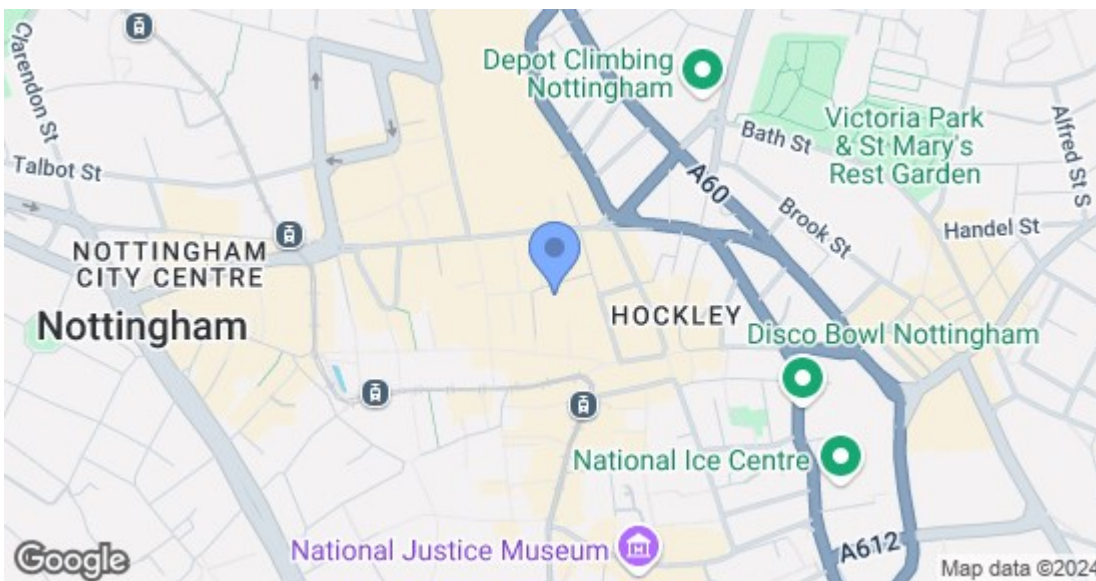 Clarendon St
Talbot St
NOTTINGHAM
CITY CENTRE
Nottingham
Depot Climbing
Nottingham
A60
Bath St
Victoria Park
& St Mary's
Rest Garden
Alfred St S
Brook St
Handel St
HOCKLEY
Disco Bowl Nottingham
National Ice Centre
National Justice Museum
A612
Google
Map data ©2024